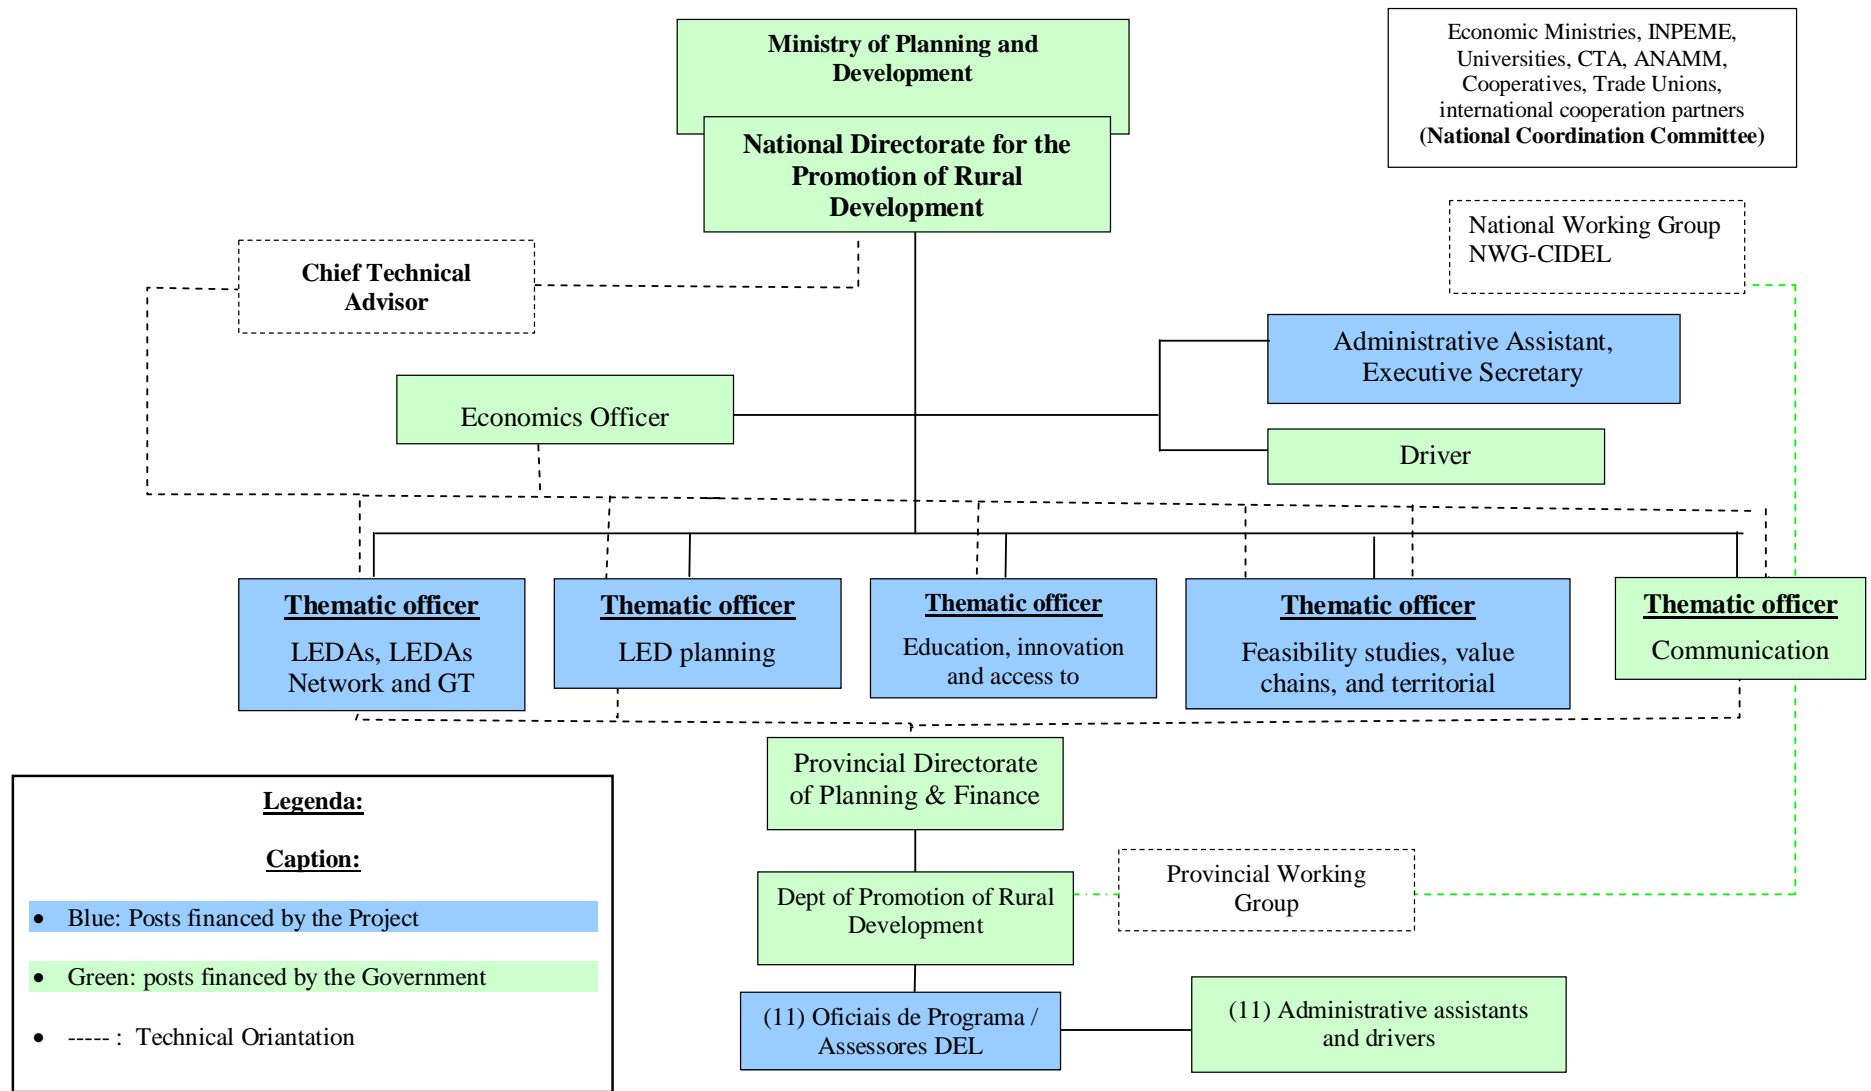 Ministry of Planning and
Development
Economic Ministries, INPEME,
Universities, CTA, ANAMM,
Cooperatives, Trade Unions,
international cooperation partners
(National Coordination Committee)
National Directorate for the
Promotion of Rural
Development
National Working Group
NWG-CIDEL
Chief Technical
Advisor
Administrative Assistant,
Executive Secretary
Economics Officer
Driver
Thematic officer
LEDAs, LEDAs
Network and GT
Thematic officer
LED planning
Thematic officer
Education, innovation
and access to
Thematic officer
Feasibility studies, value
chains, and territorial
Thematic officer
Communication
Provincial Directorate
of Planning & Finance
Dept of Promotion of Rural
Development
Provincial Working
Group
(11) Oficiais de Programa /
Assessores DEL
(11) Administrative assistants
and drivers
Legenda:
Caption:
• Blue: Posts financed by the Project
• Green: posts financed by the Government
• ----- : Technical Oriantation